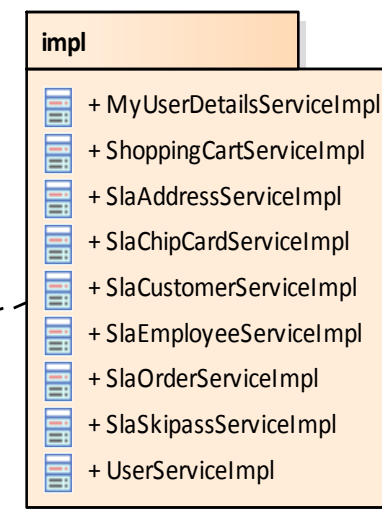 impl
+ MyUserDetailsServiceImpl
+ ShoppingCartServiceImpl
+ SlaAddressServiceImpl
+ SlaChipCardServiceImpl
+ SlaCustomerServiceImpl
+ SlaEmployeeServiceImpl
+ SlaOrderServiceImpl
+ SlaSkipassServiceImpl
+ UserServiceImpl